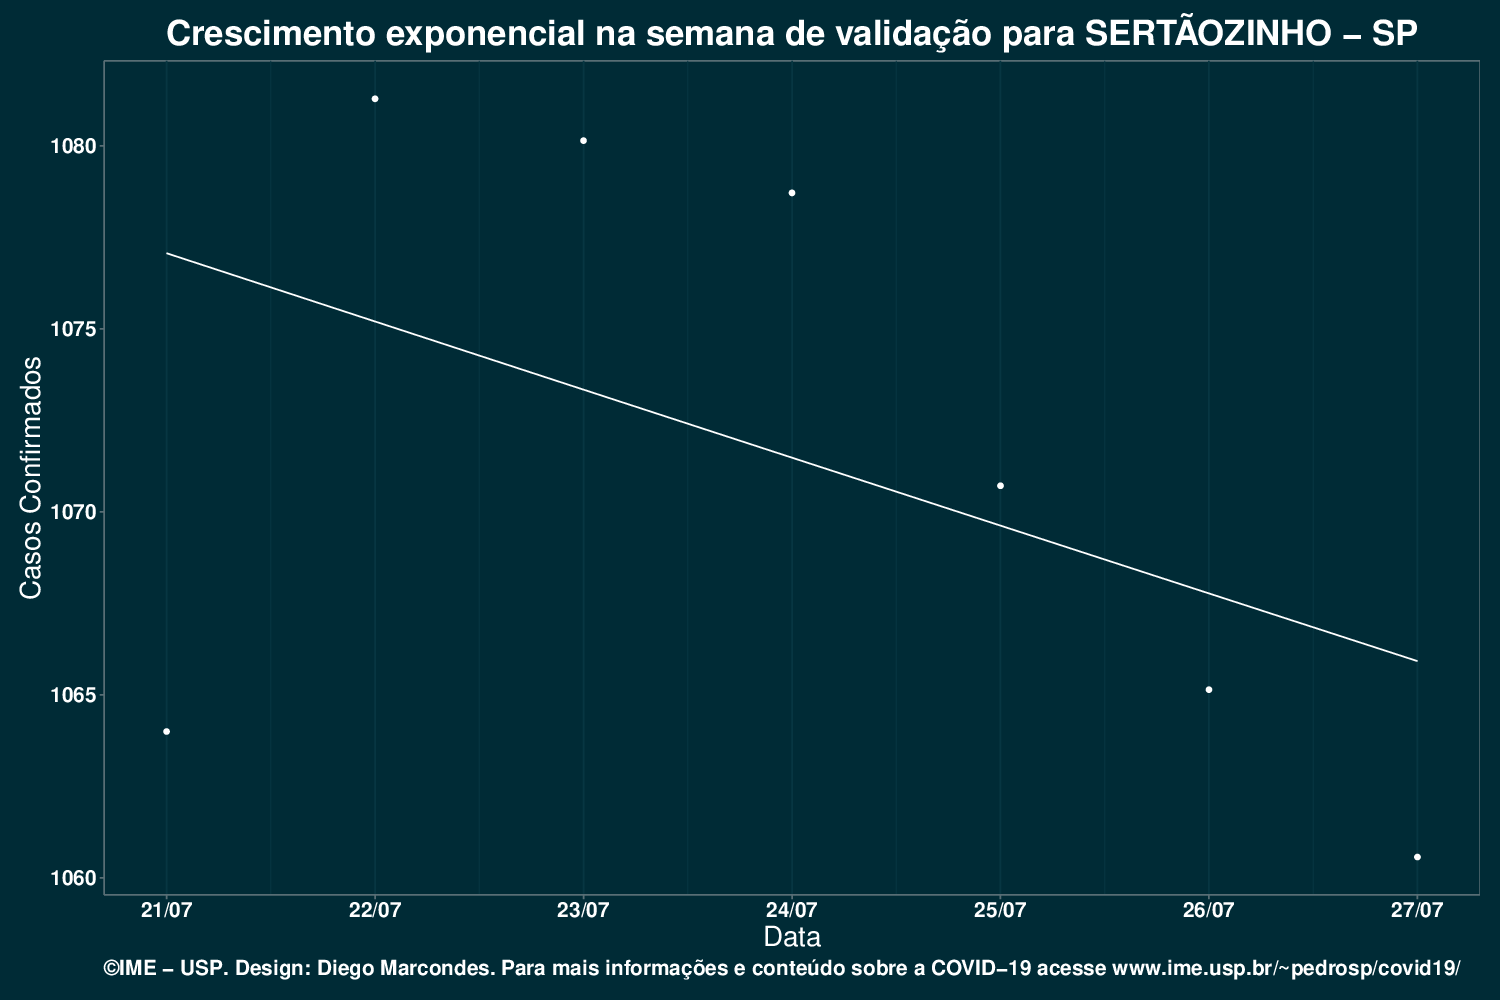 Crescimento exponencial na semana de validação para SERTÃOZINHO – SP
Casos Confirmados
1080
1075
1070
1065
1060
21/07 22/07 23/07 24/07 25/07 26/07 27/07
Data
©IME – USP. Design: Diego Marcondes. Para mais informações e conteúdo sobre a COVID–19 acesse www.ime.usp.br/~pedrosp/covid19/